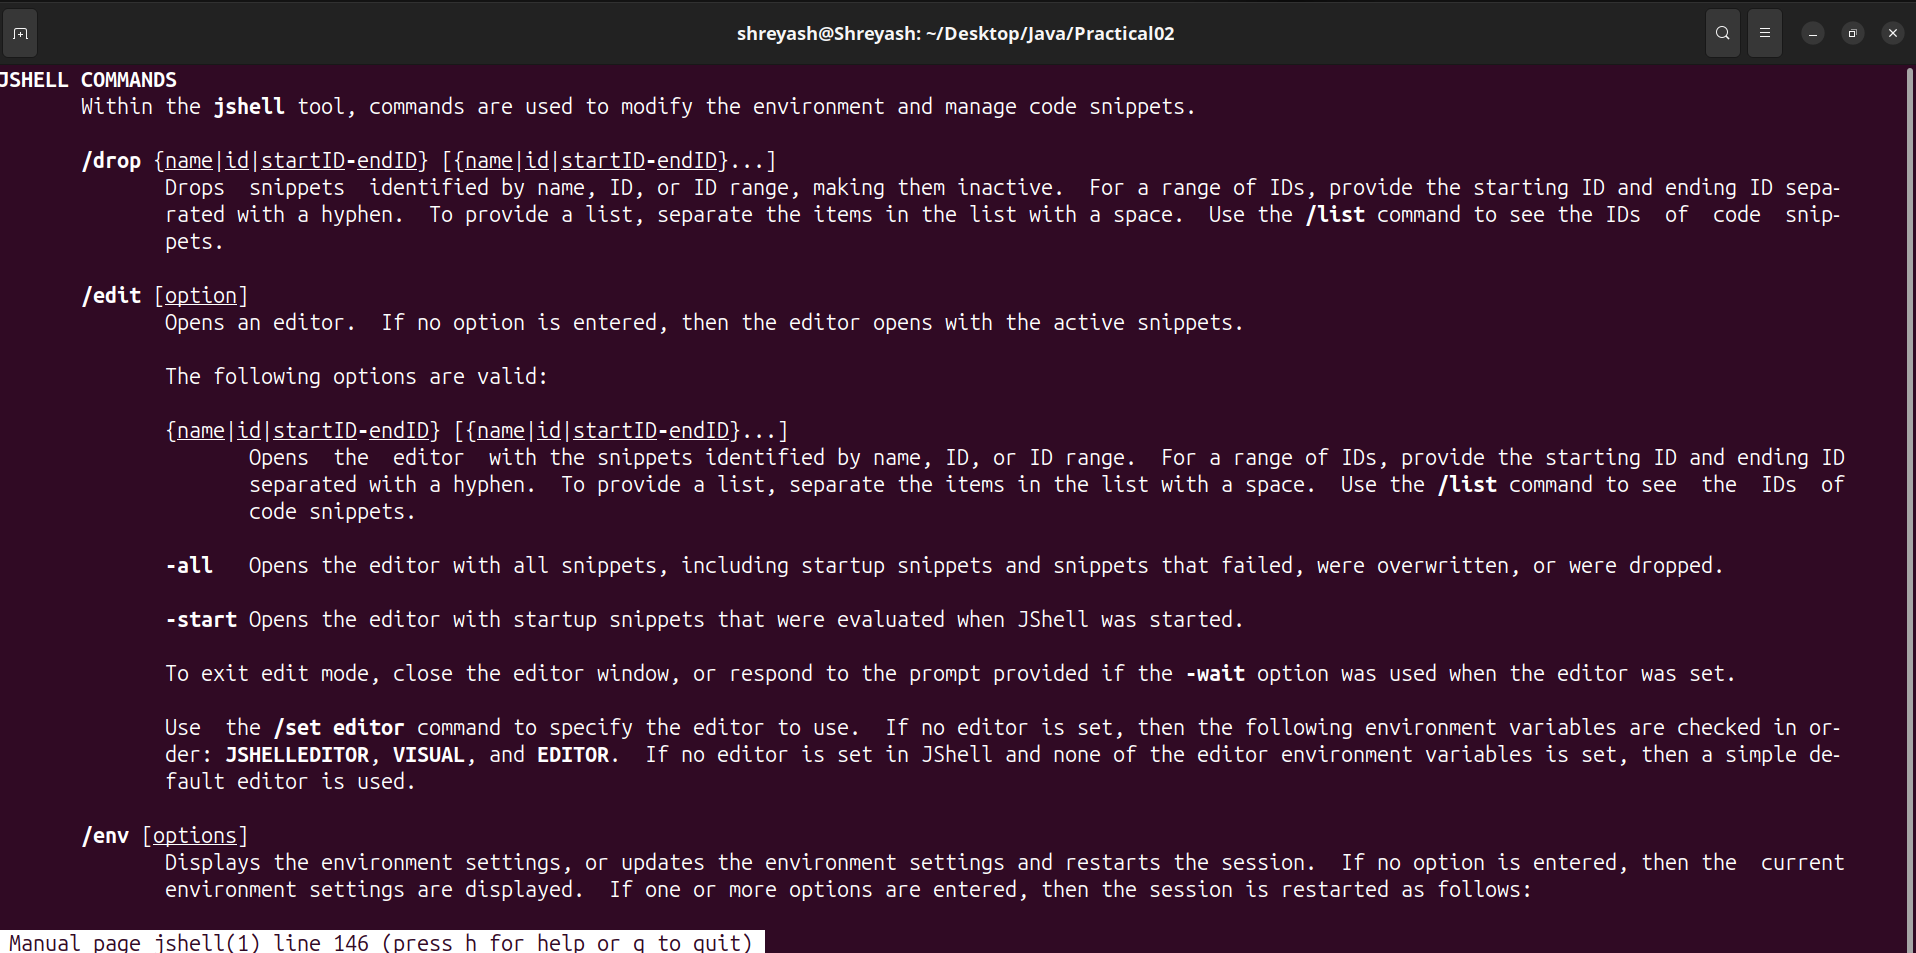 shreyash@Shreyash: ~/Desktop/Java/Practical02
JSHELL COMMANDS
Within the jshell tool, commands are used to modify the environment and manage code snippets.
/drop {name|id|startID-endID} [{name|id|startID-endID}...]
Drops  snippets  identified by name, ID, or ID range, making them inactive.  For a range of IDs, provide the starting ID and ending ID sepa-
rated with a hyphen.  To provide a list, separate the items in the list with a space.  Use the /list command to see the IDs  of  code  snip-
pets.
/edit [option]
Opens an editor.  If no option is entered, then the editor opens with the active snippets.
The following options are valid:
{name|id|startID-endID} [{name|id|startID-endID}...]
Opens  the  editor  with the snippets identified by name, ID, or ID range.  For a range of IDs, provide the starting ID and ending ID
separated with a hyphen.  To provide a list, separate the items in the list with a space.  Use the /list command to see  the  IDs  of
code snippets.
-all   Opens the editor with all snippets, including startup snippets and snippets that failed, were overwritten, or were dropped.
-start Opens the editor with startup snippets that were evaluated when JShell was started.
To exit edit mode, close the editor window, or respond to the prompt provided if the -wait option was used when the editor was set.
Use  the /set editor command to specify the editor to use.  If no editor is set, then the following environment variables are checked in or-
der: JSHELLEDITOR, VISUAL, and EDITOR.  If no editor is set in JShell and none of the editor environment variables is set, then a simple de-
fault editor is used.
/env [options]
Displays the environment settings, or updates the environment settings and restarts the session.  If no option is entered, then the  current
environment settings are displayed.  If one or more options are entered, then the session is restarted as follows:
Manual page jshell(1) line 146 (press h for help or q to quit)